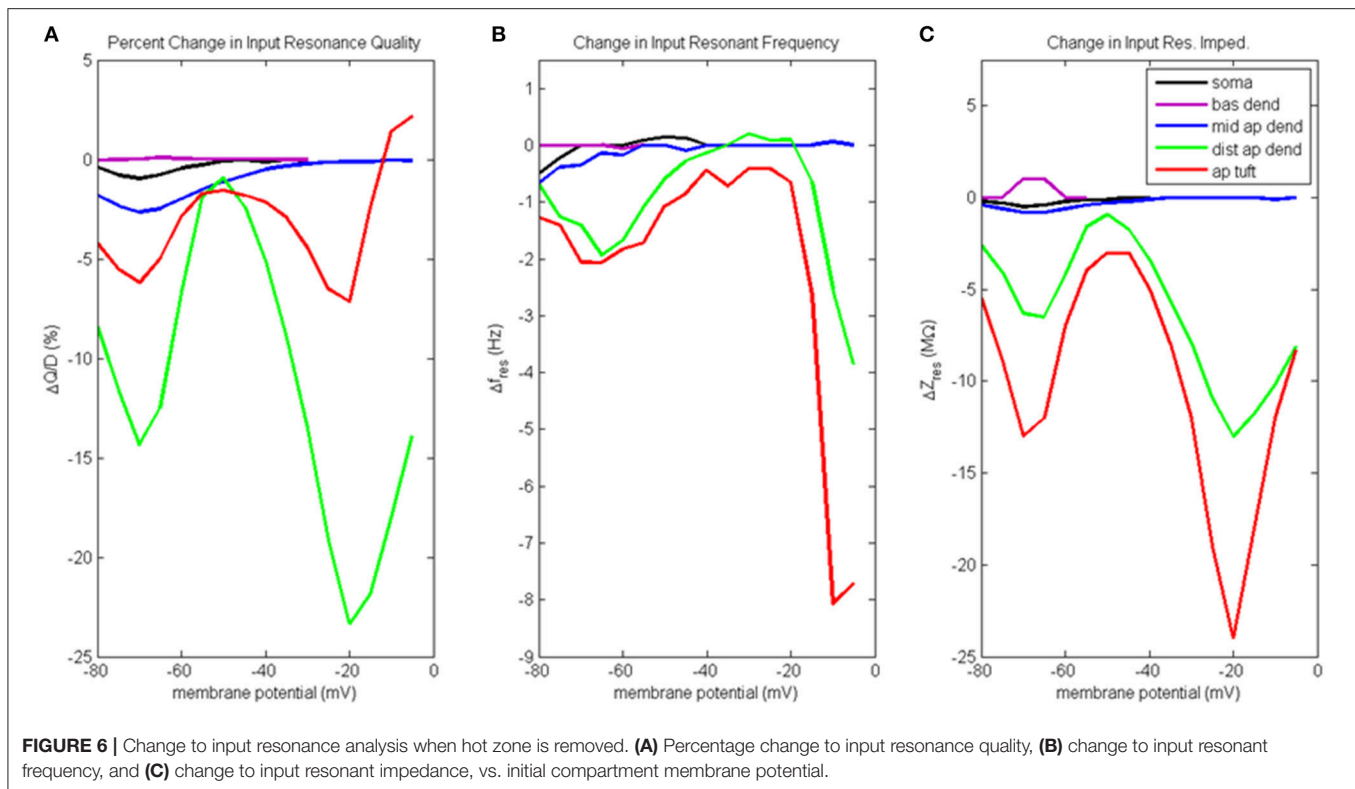 A
Percent Change in Input Resonance Quality
5
0
-5
-10
-15
-20
-25
ΔQ/D (%)
-80
-60
-40
-20
0
membrane potential (mV)
B
Change in Input Resonant Frequency
1
0
-1
-2
-3
-4
-5
-6
-7
-8
-9
Δf_res (Hz)
-80
-60
-40
-20
0
membrane potential (mV)
C
Change in Input Res. Imped.
soma
bas dend
mid ap dend
dist ap dend
ap tuft
5
0
-5
-10
-15
-20
-25
ΔZ_res (MΩ)
-80
-60
-40
-20
0
membrane potential (mV)
FIGURE 6 | Change to input resonance analysis when hot zone is removed. (A) Percentage change to input resonance quality, (B) change to input resonant
frequency, and (C) change to input resonant impedance, vs. initial compartment membrane potential.